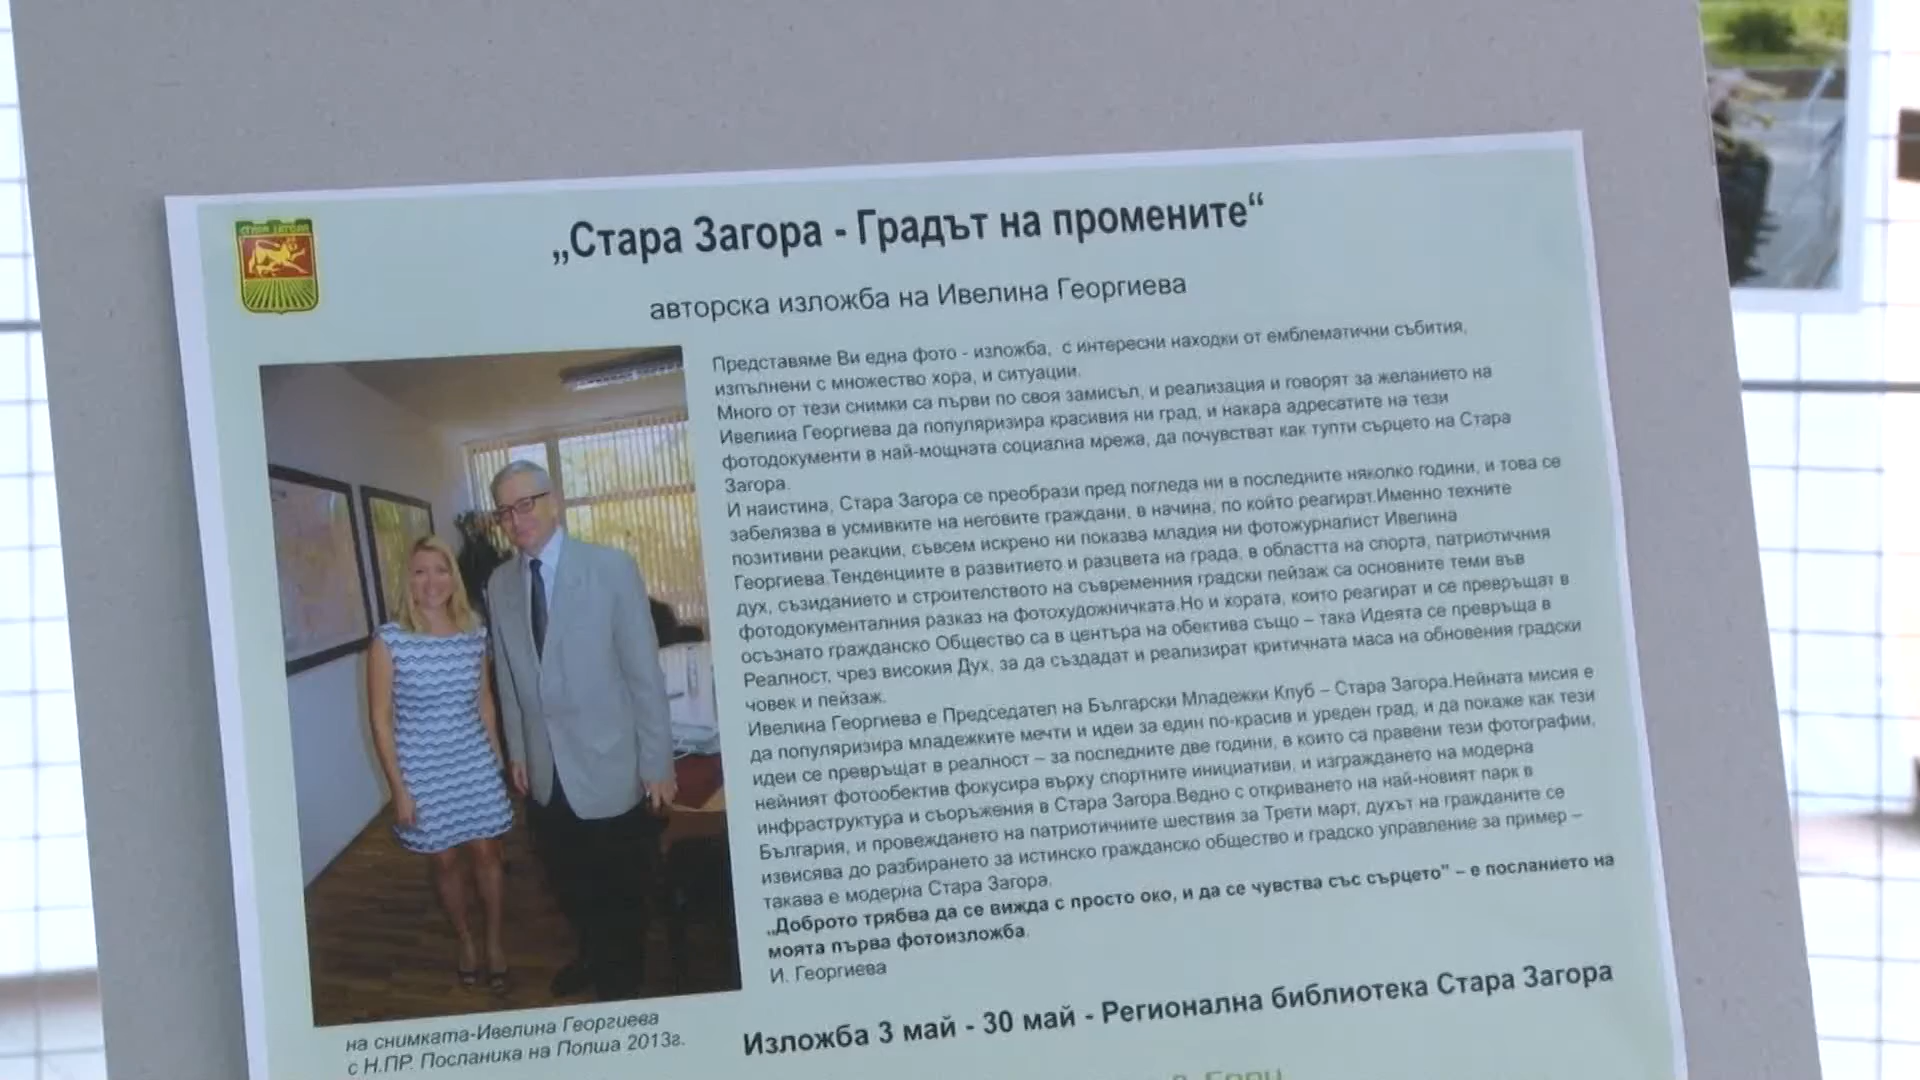 СТАРА ЗАГОРА
„Стара Загора - Градът на промените“
авторска изложба на Ивелина Георгиева
Представяме Ви една фото - изложба, с интересни находки от емблематични събития,
изпълнени с множество хора, и ситуации.
Много от тези снимки са първи по своя замисъл, и реализация и говорят за желанието на
Ивелина Георгиева да популяризира красивия ни град, и накара адресатите на тези
фотодокументи в най-мощната социална мрежа, да почувстват как тупти сърцето на Стара
Загора.
И наистина, Стара Загора се преобрази пред погледа ни в последните няколко години, и това се
забелязва в усмивките на неговите граждани, в начина, по който реагират.Именно техните
позитивни реакции, съвсем искрено ни показва младия ни фотожурналист Ивелина
Георгиева.Тенденциите в развитието и разцвета на града, в областта на спорта, патриотичния
дух, съзиданието и строителството на съвременния градски пейзаж са основните теми във
фотодокументалния разказ на фотохудожничката.Но и хората, които реагират и се превръщат в
осъзнато гражданско Общество са в центъра на обектива също – така Идеята се превръща в
Реалност, чрез високия Дух, за да създадат и реализират критичната маса на обновения градски
човек и пейзаж.
Ивелина Георгиева е Председател на Български Младежки Клуб – Стара Загора.Нейната мисия е
да популяризира младежките мечти и идеи за един по-красив и уреден град, и да покаже как тези
идеи се превръщат в реалност – за последните две години, в които са правени тези фотографии,
нейният фотообектив фокусира върху спортните инициативи, и изграждането на модерна
инфраструктура и съоръжения в Стара Загора.Ведно с откриването на най-новият парк в
България, и провеждането на патриотичните шествия за Трети март, духът на гражданите се
извисява до разбирането за истинско гражданско общество и градско управление за пример –
такава е модерна Стара Загора.
„Доброто трябва да се вижда с просто око, и да се чувства със сърцето" – е посланието на
моята първа фотоизложба.
И. Георгиева
на снимката-Ивелина Георгиева
с Н.ПР. Посланика на Полша 2013г.
Изложба 3 май - 30 май - Регионална библиотека Стара Загора